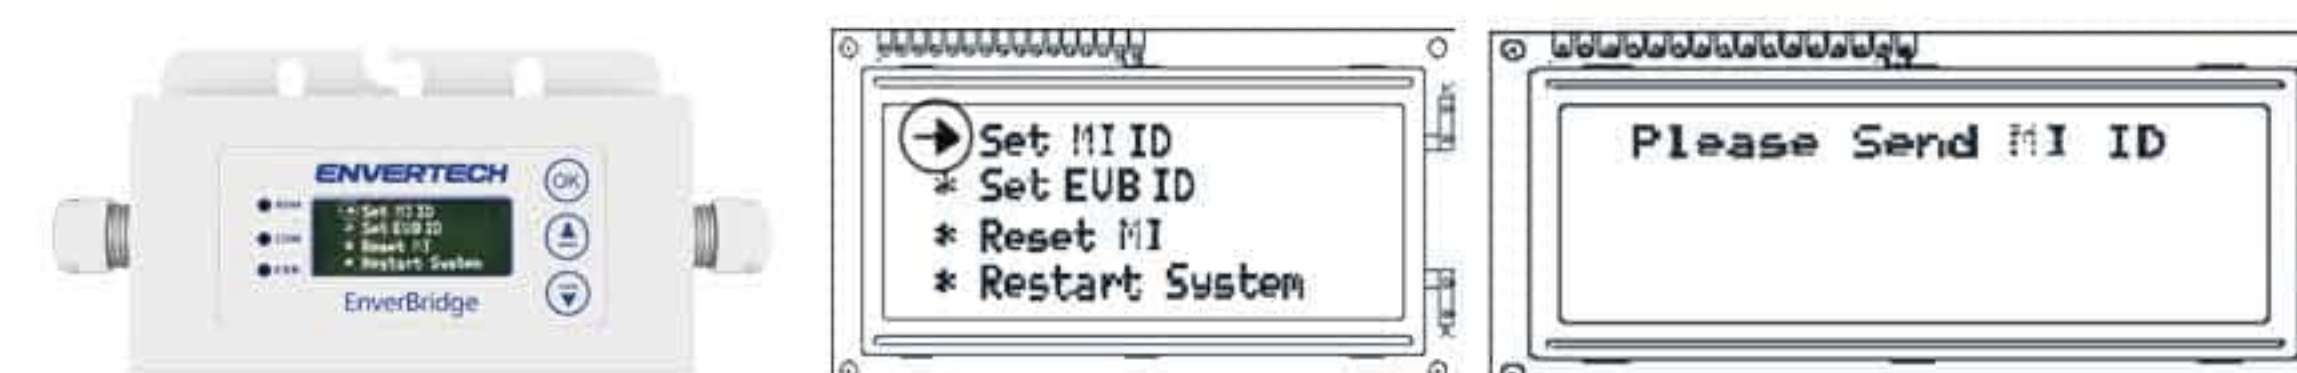 ENVERTECH
OK
→ Set MI ID
* Set EVB ID
* Reset MI
* Restart System
EnverBridge
→ Set MI ID
* Set EVB ID
* Reset MI
* Restart System
Please Send MI ID